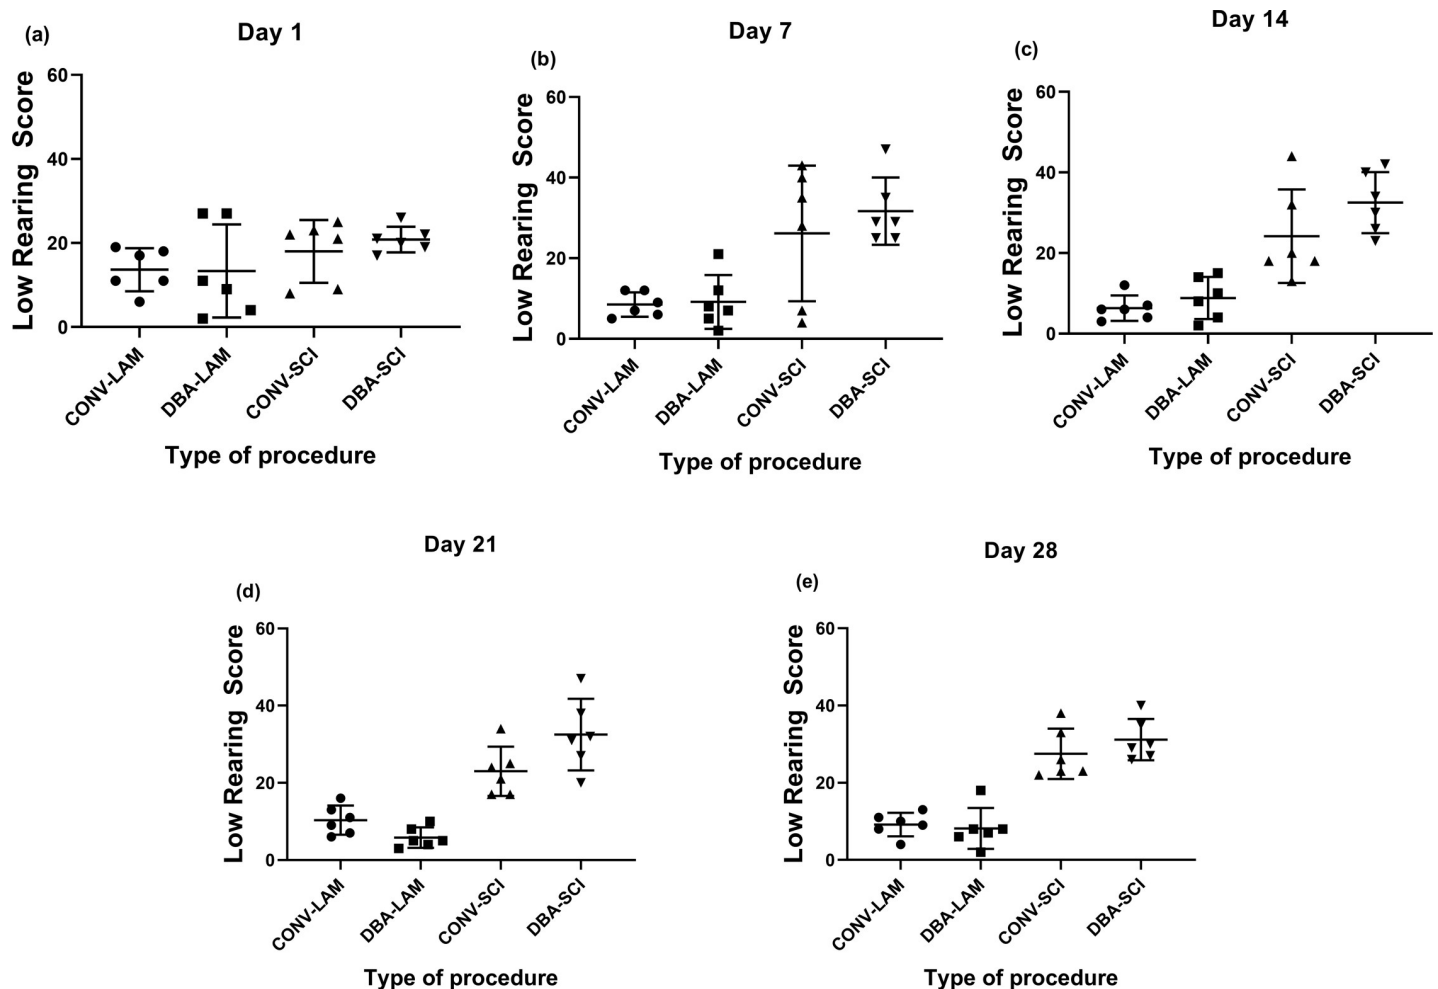 (a)
Day 1
Low Rearing Score
60
40
20
0
CONV-LAM
DBA-LAM
CONV-SCI
DBA-SCI
Type of procedure
(b)
Day 7
Low Rearing Score
60
40
20
0
CONV-LAM
DBA-LAM
CONV-SCI
DBA-SCI
Type of procedure
(c)
Day 14
Low Rearing Score
60
40
20
0
CONV-LAM
DBA-LAM
CONV-SCI
DBA-SCI
Type of procedure
(d)
Day 21
Low Rearing Score
60
40
20
0
CONV-LAM
DBA-LAM
CONV-SCI
DBA-SCI
Type of procedure
(e)
Day 28
Low Rearing Score
60
40
20
0
CONV-LAM
DBA-LAM
CONV-SCI
DBA-SCI
Type of procedure